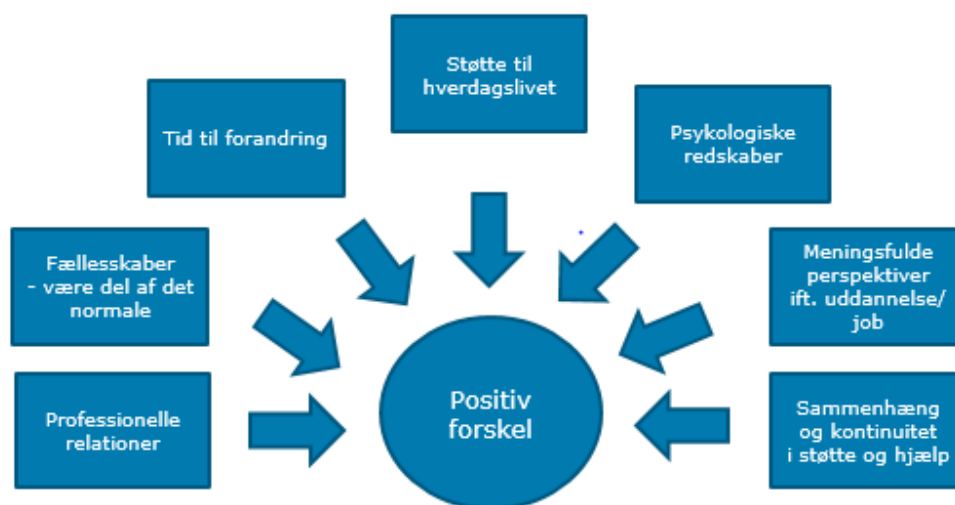 Støtte til
hverdagslivet
Tid til forandring
Psykologiske
redskaber
Fællesskaber
- være del af det
normale
Meningsfulde
perspektiver
ift. uddannelse/
job
Professionelle
relationer
Positiv
forskel
Sammenhæng
og kontinuitet
i støtte og hjælp